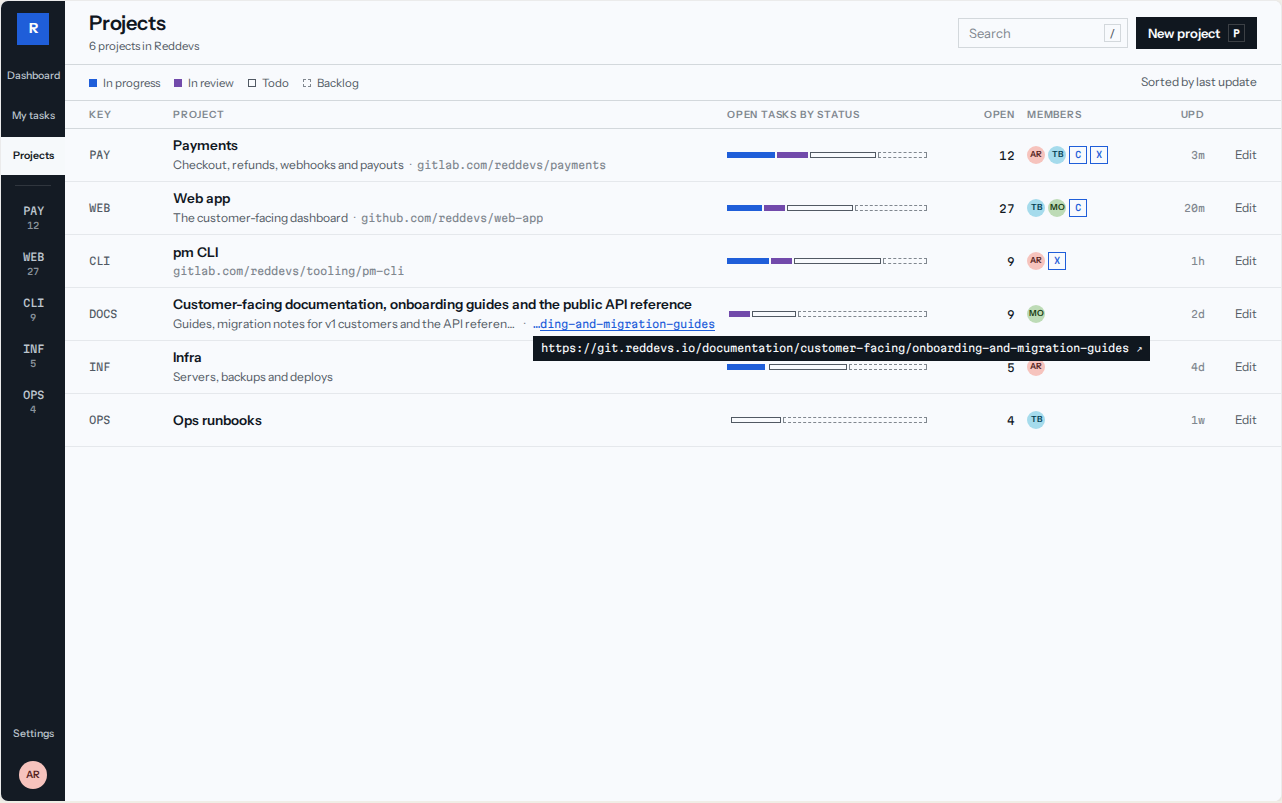 R
Dashboard
My tasks
Projects
PAY
12
WEB
27
CLI
9
INF
5
OPS
4
Settings
AR
Projects
6 projects in Reddevs
Search /
New project P
In progress In review Todo Backlog
Sorted by last update
KEY PROJECT OPEN TASKS BY STATUS OPEN MEMBERS UPD
PAY Payments 12 AR TB C X 3m Edit
Checkout, refunds, webhooks and payouts · gitlab.com/reddevs/payments
WEB Web app 27 TB MO C 20m Edit
The customer-facing dashboard · github.com/reddevs/web-app
CLI pm CLI 9 AR X 1h Edit
gitlab.com/reddevs/tooling/pm-cli
DOCS Customer-facing documentation, onboarding guides and the public API reference 9 MO 2d Edit
Guides, migration notes for v1 customers and the API referen… · …ding-and-migration-guides
https://git.reddevs.io/documentation/customer-facing/onboarding-and-migration-guides ↗
INF Infra 5 AR 4d Edit
Servers, backups and deploys
OPS Ops runbooks 4 TB 1w Edit